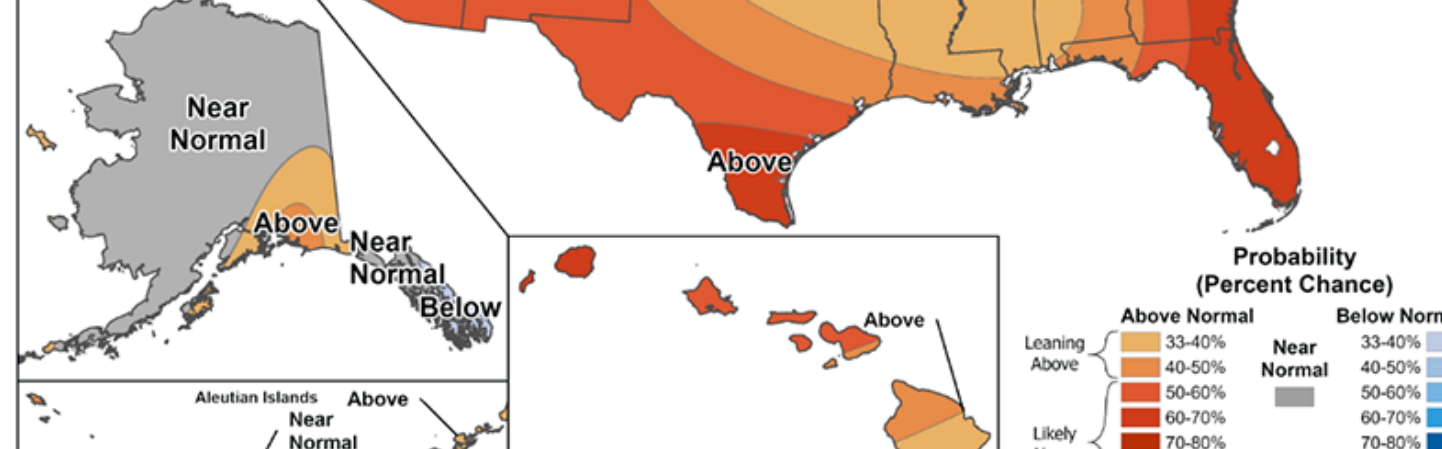 Near
Normal
Above
Near
Normal
Below
Above
Aleutian Islands
Above
Near
Normal
Above
Probability
(Percent Chance)
Above Normal
Below Norm
Leaning
Above
33-40%
40-50%
50-60%
60-70%
70-80%
Likely
Near
Normal
33-40%
40-50%
50-60%
60-70%
70-80%